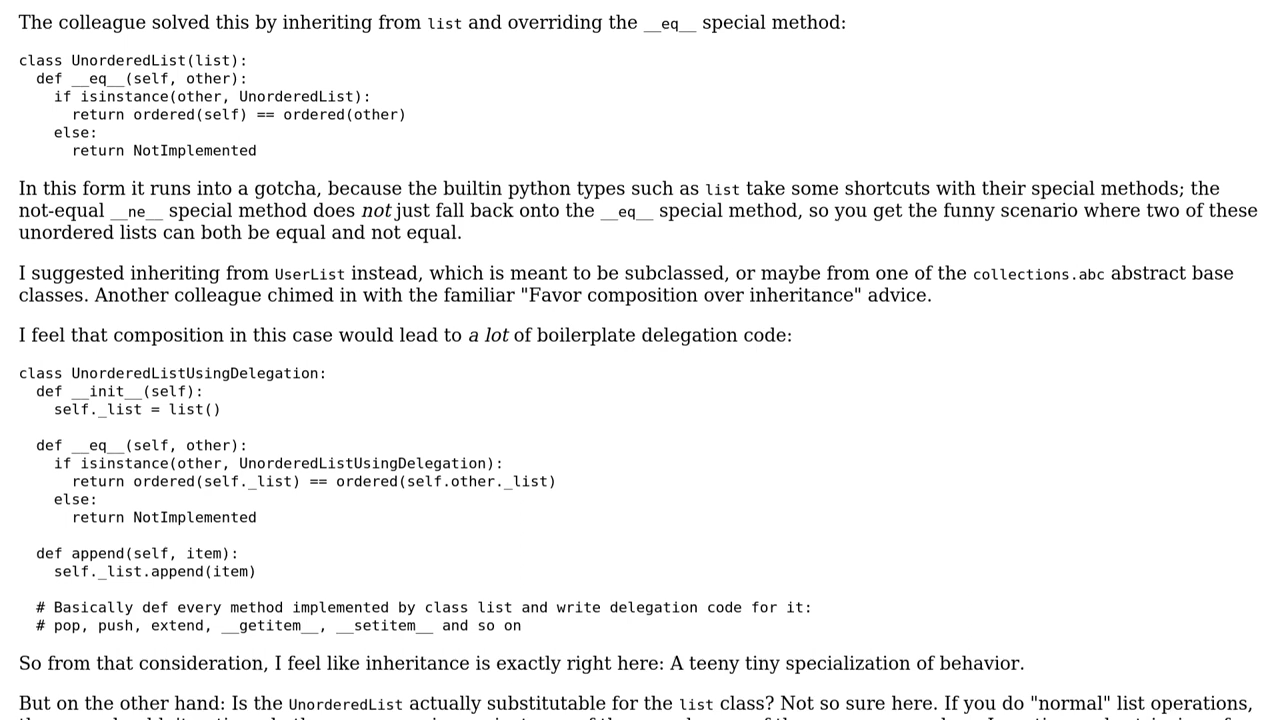 The colleague solved this by inheriting from list and overriding the __eq__ special method:
class UnorderedList(list):
  def __eq__(self, other):
    if isinstance(other, UnorderedList):
      return ordered(self) == ordered(other)
    else:
      return NotImplemented
In this form it runs into a gotcha, because the builtin python types such as list take some shortcuts with their special methods; the
not-equal __ne__ special method does not just fall back onto the __eq__ special method, so you get the funny scenario where two of these
unordered lists can both be equal and not equal.
I suggested inheriting from UserList instead, which is meant to be subclassed, or maybe from one of the collections.abc abstract base
classes. Another colleague chimed in with the familiar "Favor composition over inheritance" advice.
I feel that composition in this case would lead to a lot of boilerplate delegation code:
class UnorderedListUsingDelegation:
  def __init__(self):
    self._list = list()
  def __eq__(self, other):
    if isinstance(other, UnorderedListUsingDelegation):
      return ordered(self._list) == ordered(self.other._list)
    else:
      return NotImplemented
  def append(self, item):
    self._list.append(item)
  # Basically def every method implemented by class list and write delegation code for it:
  # pop, push, extend, __getitem__, __setitem__ and so on
So from that consideration, I feel like inheritance is exactly right here: A teeny tiny specialization of behavior.
But on the other hand: Is the UnorderedList actually substitutable for the list class? Not so sure here. If you do "normal" list operations,